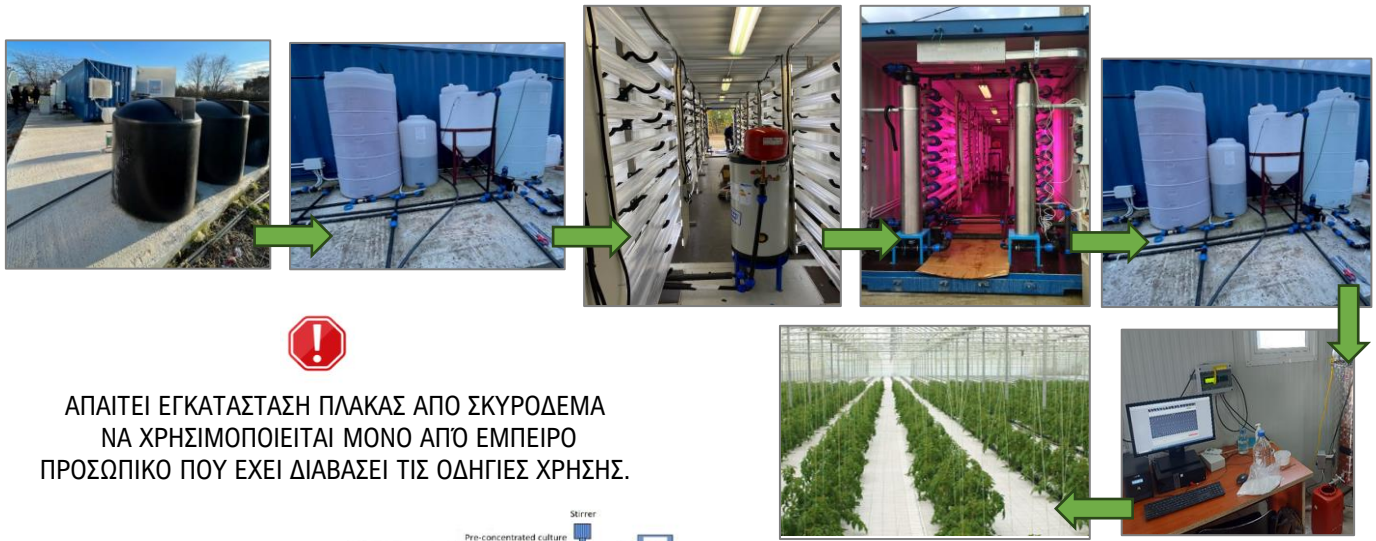 ΑΠΑΙΤΕΙ ΕΓΚΑΤΑΣΤΑΣΗ ΠΛΑΚΑΣ ΑΠΟ ΣΚΥΡΟΔΕΜΑ
ΝΑ ΧΡΗΣΙΜΟΠΟΙΕΙΤΑΙ ΜΟΝΟ ΑΠΌ ΕΜΠΕΙΡΟ
ΠΡΟΣΩΠΙΚΟ ΠΟΥ ΕΧΕΙ ΔΙΑΒΑΣΕΙ ΤΙΣ ΟΔΗΓΙΕΣ ΧΡΗΣΗΣ.
Stirrer
Pre-concentrated culture